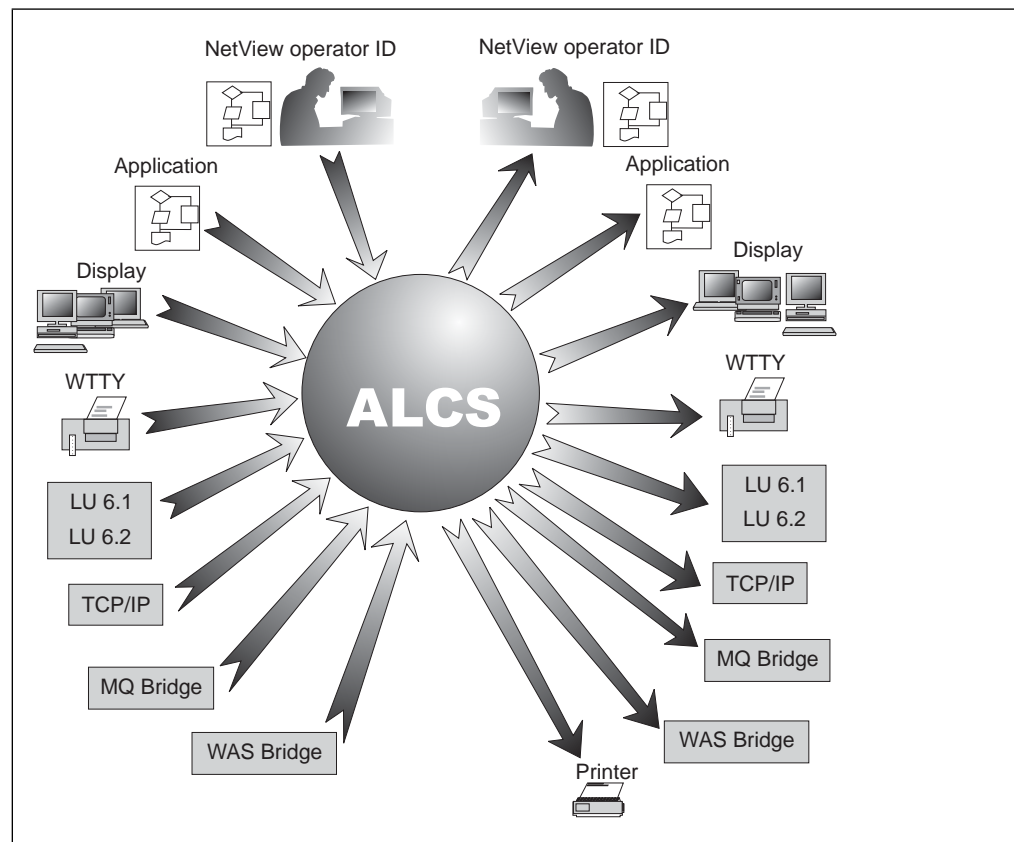 NetView operator ID
NetView operator ID
Application
Application
Display
Display
ALCS
WTTY
WTTY
LU 6.1
LU 6.2
LU 6.1
LU 6.2
TCP/IP
TCP/IP
MQ Bridge
MQ Bridge
WAS Bridge
WAS Bridge
Printer